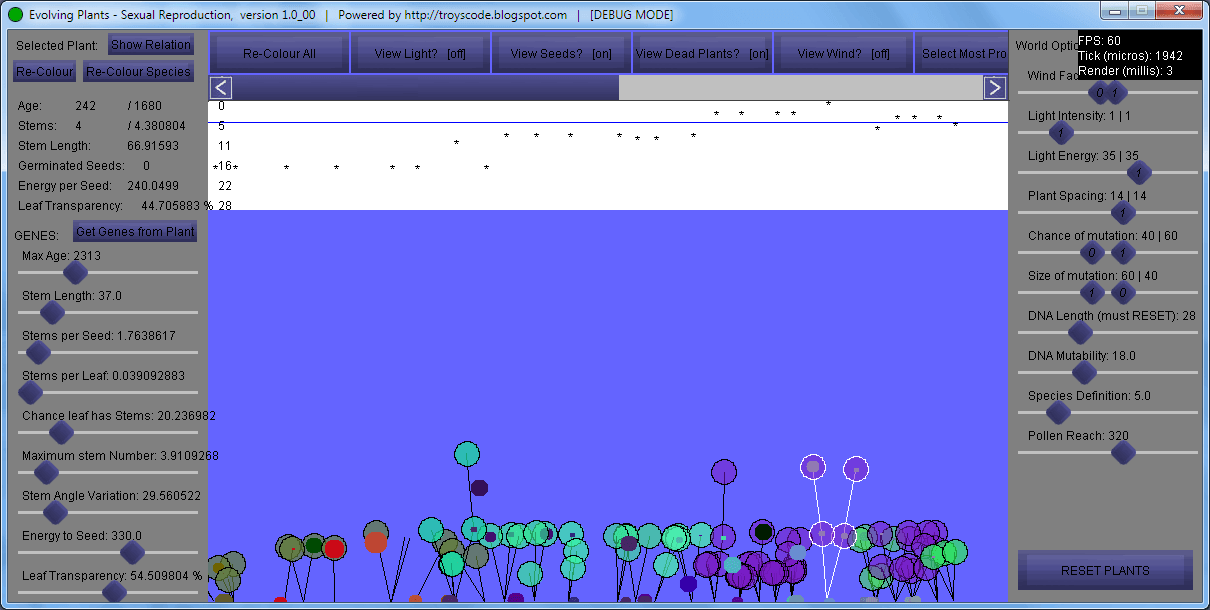 Evolving Plants - Sexual Reproduction, version 1.0_00 | Powered by http://troyscode.blogspot.com | [DEBUG MODE]
Selected Plant: Show Relation
Re-Colour Re-Colour Species
Age: 242 / 1680
Stems: 4 / 4.380804
Stem Length: 66.91593
Germinated Seeds: 0
Energy per Seed: 240.0499
Leaf Transparency: 44.705883 %
GENES: Get Genes from Plant
Max Age: 2313
Stem Length: 37.0
Stems per Seed: 1.7638617
Stems per Leaf: 0.039092883
Chance leaf has Stems: 20.236982
Maximum stem Number: 3.9109268
Stem Angle Variation: 29.560522
Energy to Seed: 330.0
Leaf Transparency: 54.509804 %
Re-Colour All View Light? [off] View Seeds? [on] View Dead Plants? [on] View Wind? [off] Select Most Pro
< >
0
5
11
16
22
28
World Optio
FPS: 60
Tick (micros): 1942
Render (millis): 3
Wind Fac
0 1
Light Intensity: 1 | 1
1
Light Energy: 35 | 35
1
Plant Spacing: 14 | 14
1
Chance of mutation: 40 | 60
0 1
Size of mutation: 60 | 40
1 0
DNA Length (must RESET): 28
DNA Mutability: 18.0
Species Definition: 5.0
Pollen Reach: 320
RESET PLANTS